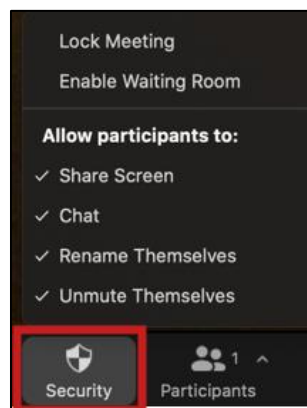 Lock Meeting
Enable Waiting Room
Allow participants to:
✓ Share Screen
✓ Chat
✓ Rename Themselves
✓ Unmute Themselves
1
Security Participants